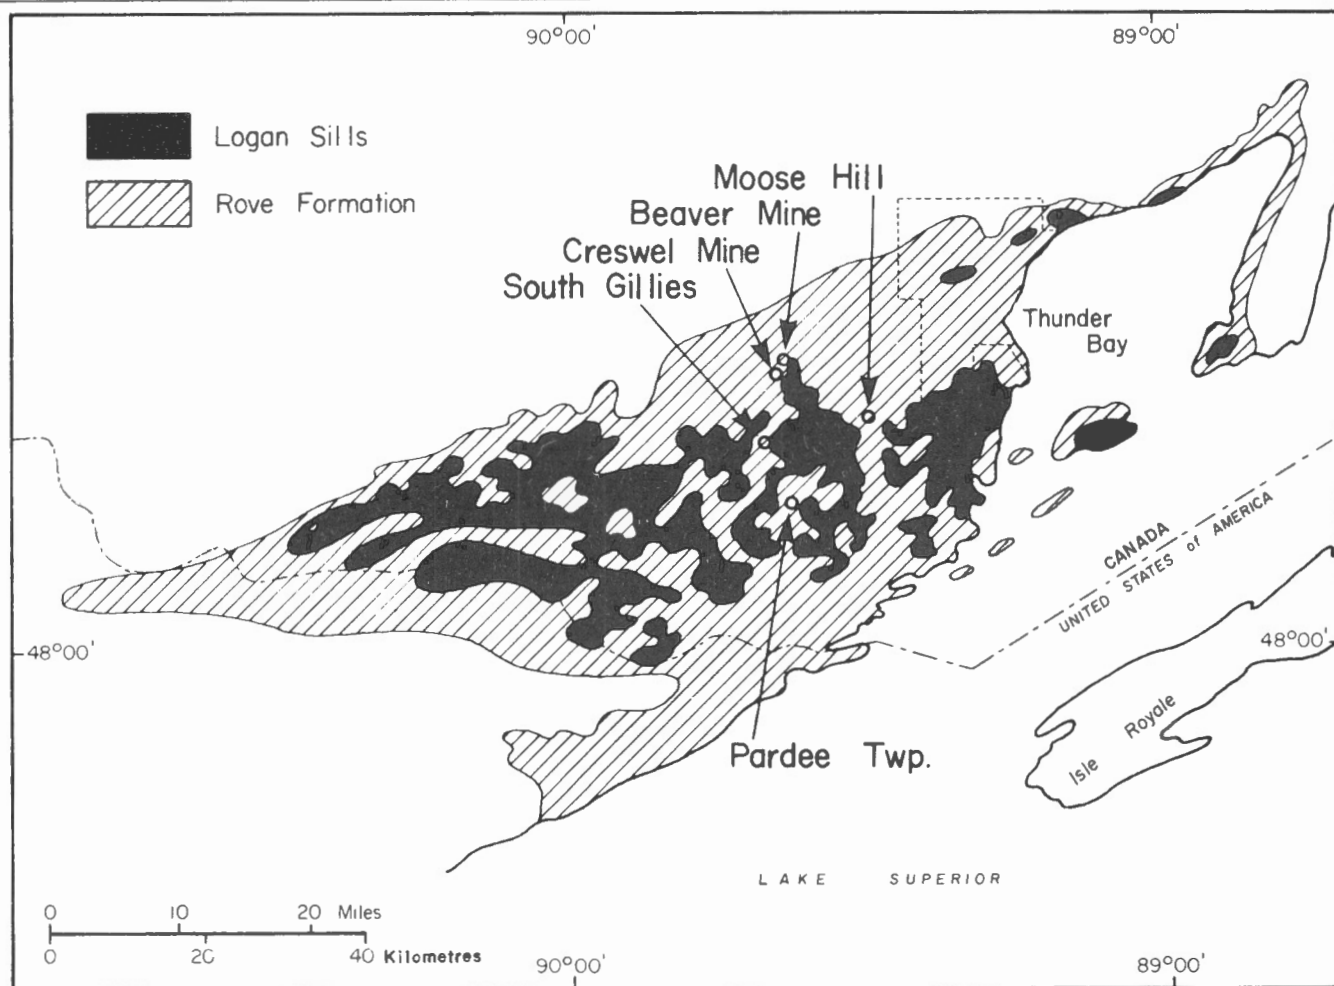 90°00'
89°00'
Logan Sills
Rove Formation
Moose Hill
Beaver Mine
Creswel Mine
South Gillies
Thunder
Bay
CANADA
UNITED STATES of AMERICA
48°00'
48°00'
Isle Royale
Pardee Twp.
LAKE SUPERIOR
0 10 20 Miles
0 20 40 Kilometres
90°00'
89°00'